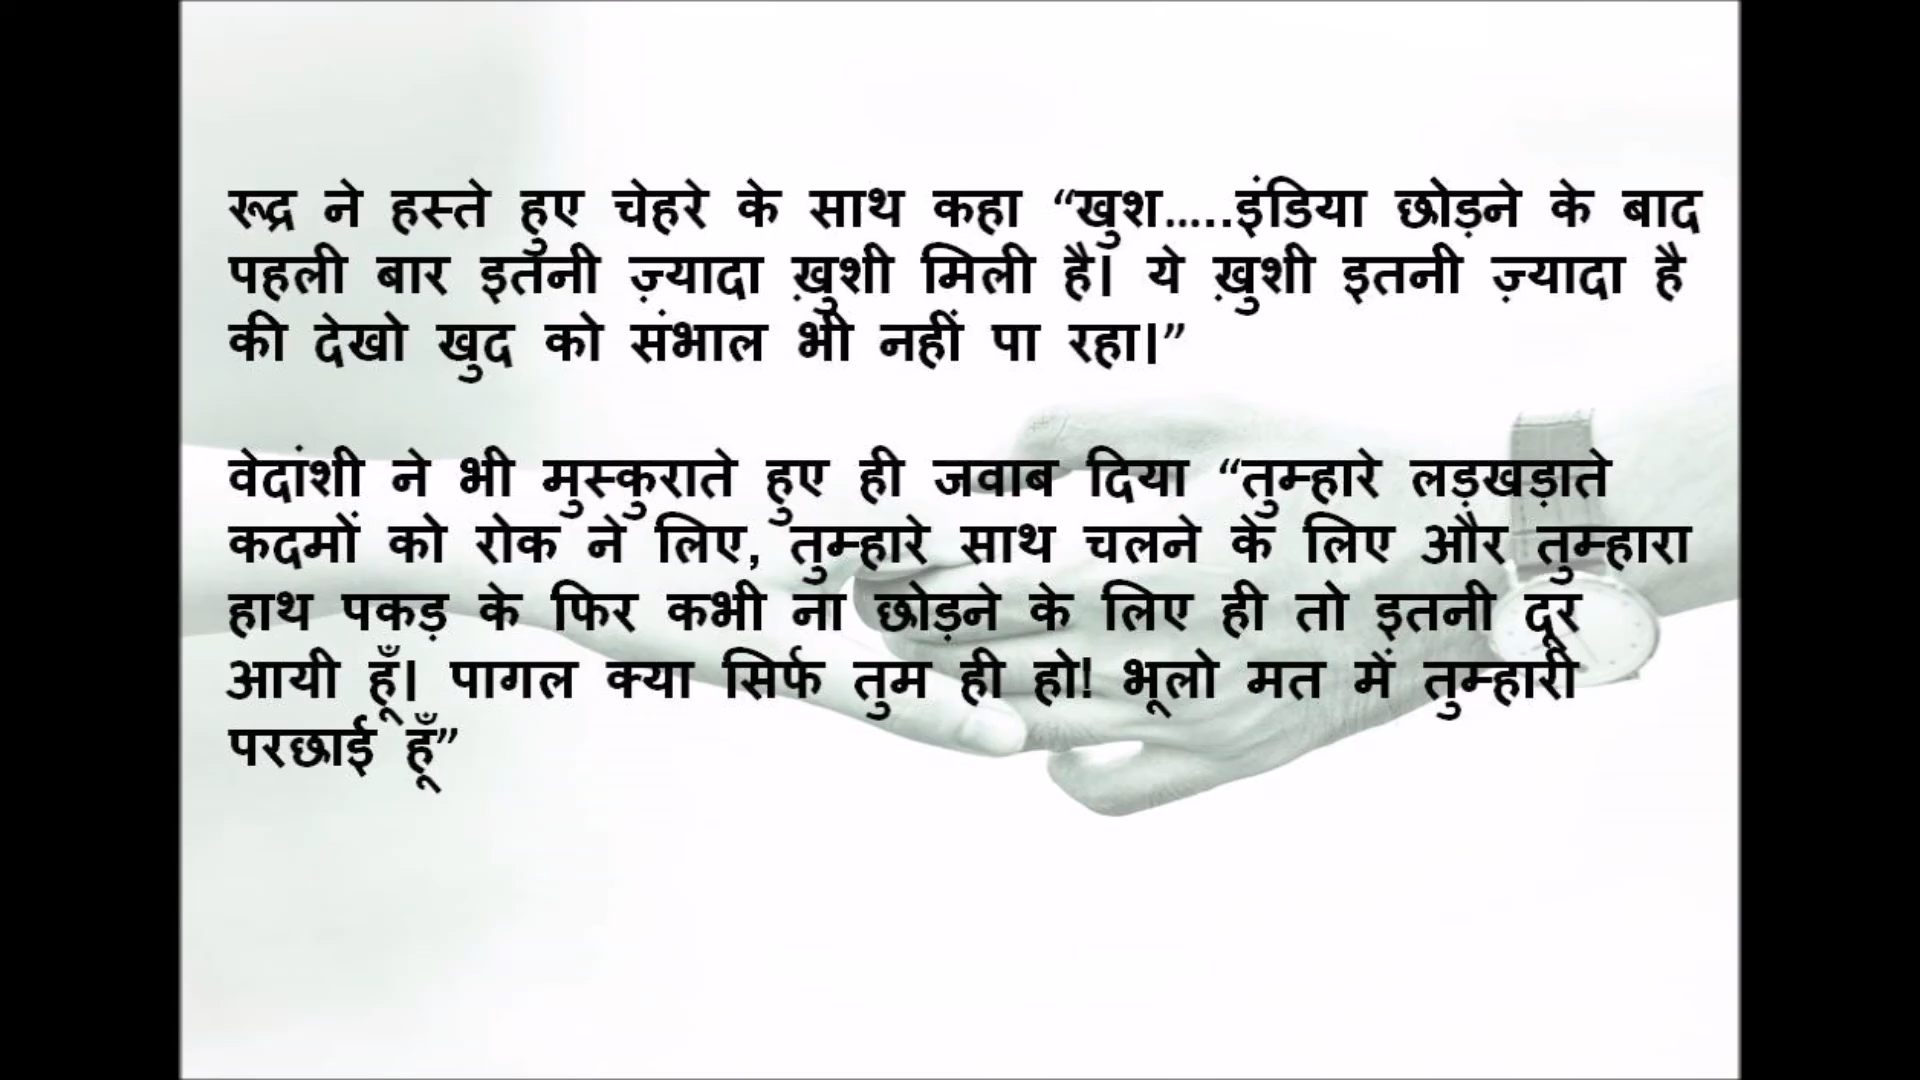 रूद्र ने हस्ते हुए चेहरे के साथ कहा “खुश.....इंडिया छोड़ने के बाद
पहली बार इतनी ज़्यादा ख़ुशी मिली है। ये ख़ुशी इतनी ज़्यादा है
की देखो खुद को संभाल भी नहीं पा रहा।”
वेदांशी ने भी मुस्कुराते हुए ही जवाब दिया “तुम्हारे लड़खड़ाते
कदमों को रोक ने लिए, तुम्हारे साथ चलने के लिए और तुम्हारा
हाथ पकड़ के फिर कभी ना छोड़ने के लिए ही तो इतनी दूर
आयी हूँ। पागल क्या सिर्फ तुम ही हो! भूलो मत में तुम्हारी
परछाई हूँ”